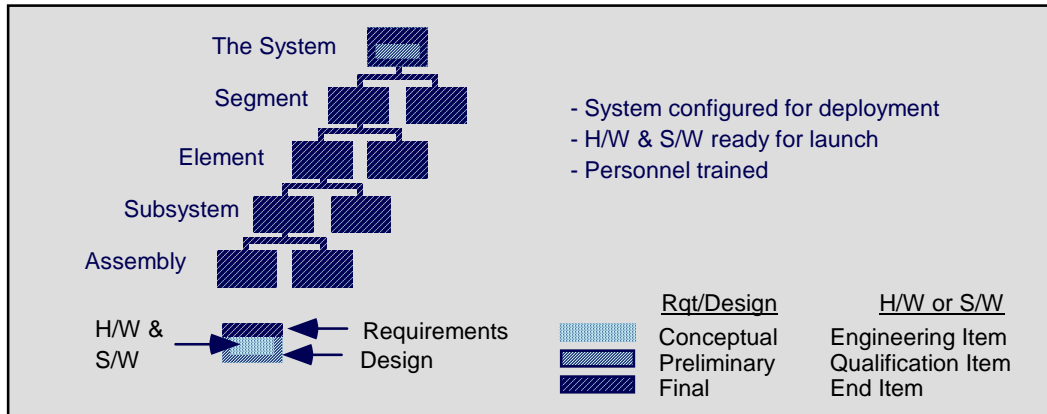 The System
Segment
Element
Subsystem
Assembly
- System configured for deployment
- H/W & S/W ready for launch
- Personnel trained
H/W &
S/W
Requirements
Design
Rqt/Design H/W or S/W
Conceptual Engineering Item
Preliminary Qualification Item
Final End Item